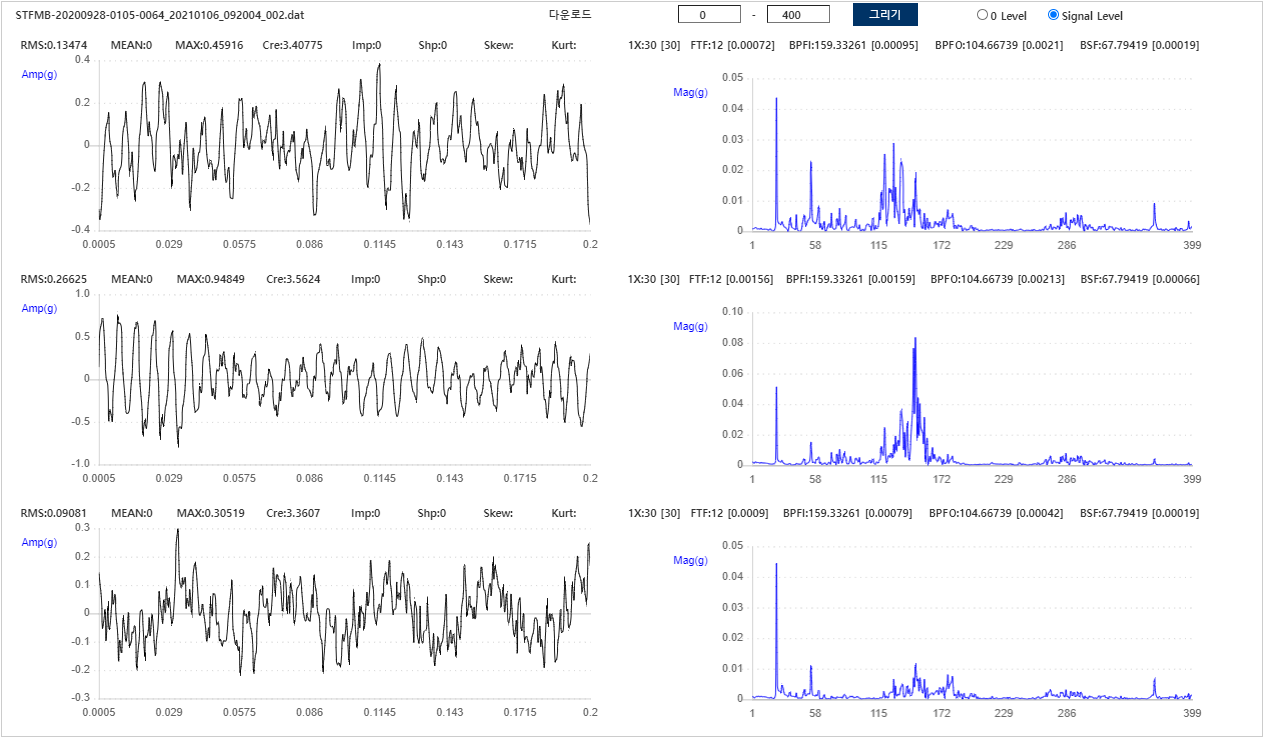 STFMB-20200928-0105-0064_20210106_092004_002.dat 다운로드 0 - 400 그리기 0 Level Signal Level
RMS:0.13474 MEAN:0 MAX:0.45916 Cre:3.40775 Imp:0 Shp:0 Skew: Kurt:
Amp(g)
0.4
0.2
0
-0.2
-0.4
0.0005 0.029 0.0575 0.086 0.1145 0.143 0.1715 0.2
1X:30 [30] FTF:12 [0.00072] BPFI:159.33261 [0.00095] BPFO:104.66739 [0.0021] BSF:67.79419 [0.00019]
Mag(g)
0.05
0.04
0.03
0.02
0.01
0
1 58 115 172 229 286 399
RMS:0.26625 MEAN:0 MAX:0.94849 Cre:3.5624 Imp:0 Shp:0 Skew: Kurt:
Amp(g)
1.0
0.5
0
-0.5
-1.0
0.0005 0.029 0.0575 0.086 0.1145 0.143 0.1715 0.2
1X:30 [30] FTF:12 [0.00156] BPFI:159.33261 [0.00159] BPFO:104.66739 [0.00213] BSF:67.79419 [0.00066]
Mag(g)
0.10
0.08
0.06
0.04
0.02
0
1 58 115 172 229 286 399
RMS:0.09081 MEAN:0 MAX:0.30519 Cre:3.3607 Imp:0 Shp:0 Skew: Kurt:
Amp(g)
0.3
0.2
0.1
0
-0.1
-0.2
-0.3
0.0005 0.029 0.0575 0.086 0.1145 0.143 0.1715 0.2
1X:30 [30] FTF:12 [0.0009] BPFI:159.33261 [0.00079] BPFO:104.66739 [0.00042] BSF:67.79419 [0.00019]
Mag(g)
0.05
0.04
0.03
0.02
0.01
0
1 58 115 172 229 286 399